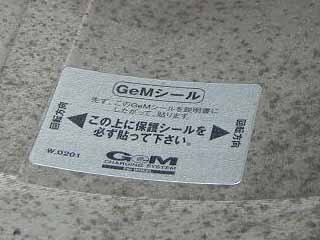 GeMシール
先ず、このGeMシールを説明書に
したがって、貼ります。
回転方向
この上に保護シールを
必ず貼って下さい。
回転方向
W.0201
GeM
CHARGING SYSTEM
FOR WHEEL